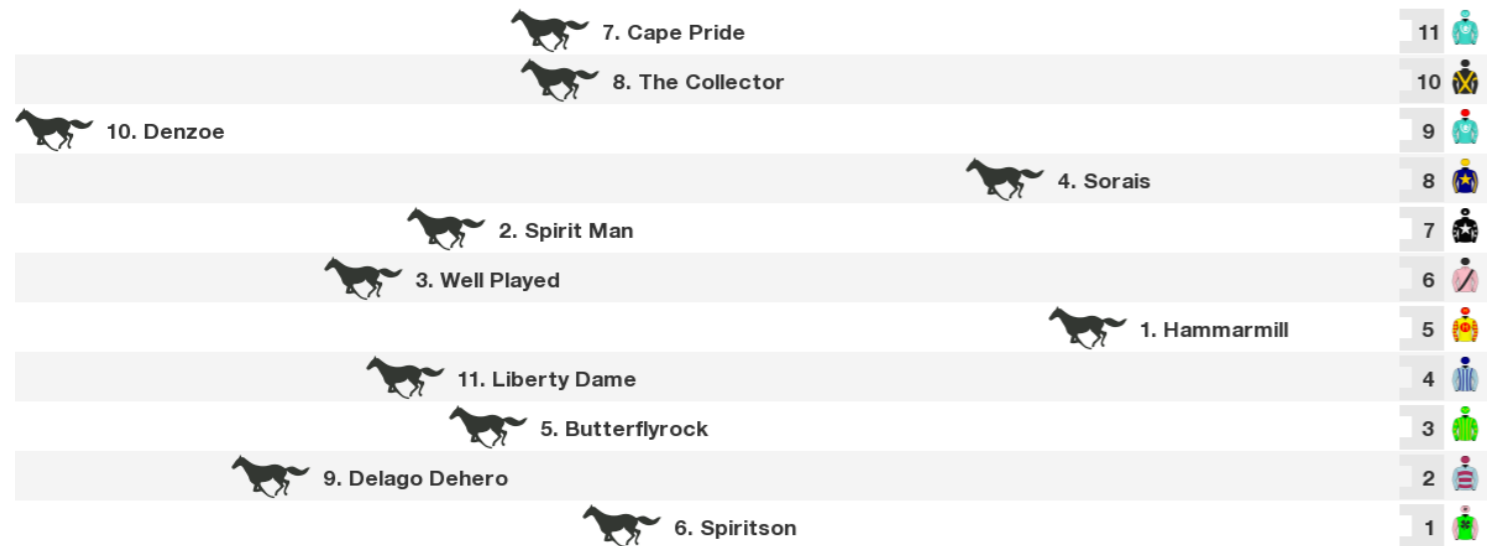 7. Cape Pride 11
8. The Collector 10
10. Denzoe 9
4. Sorais 8
2. Spirit Man 7
3. Well Played 6
1. Hammarmill 5
11. Liberty Dame 4
5. Butterflyrock 3
9. Delago Dehero 2
6. Spiritson 1